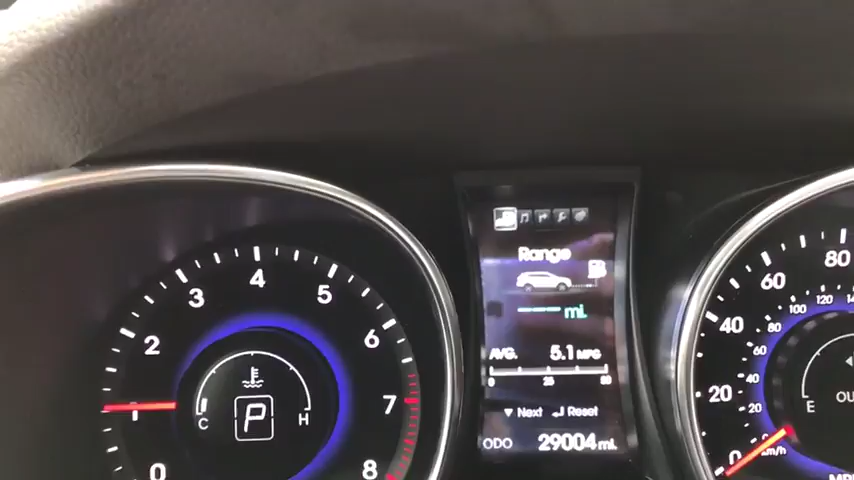 Range
--- mi.
AVG. 5.1 MPG
0 25 50
▼ Next ↵ Reset
ODO 29004 mi.
0 1 2 3 4 5 6 7 8
C H
P
0 20 40 60 80
20 40 60 80 100 120
km/h
E